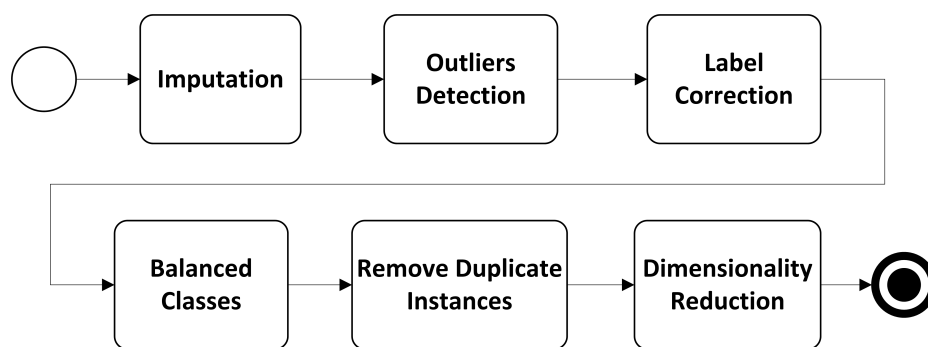 Imputation
Outliers
Detection
Label
Correction
Balanced
Classes
Remove Duplicate
Instances
Dimensionality
Reduction